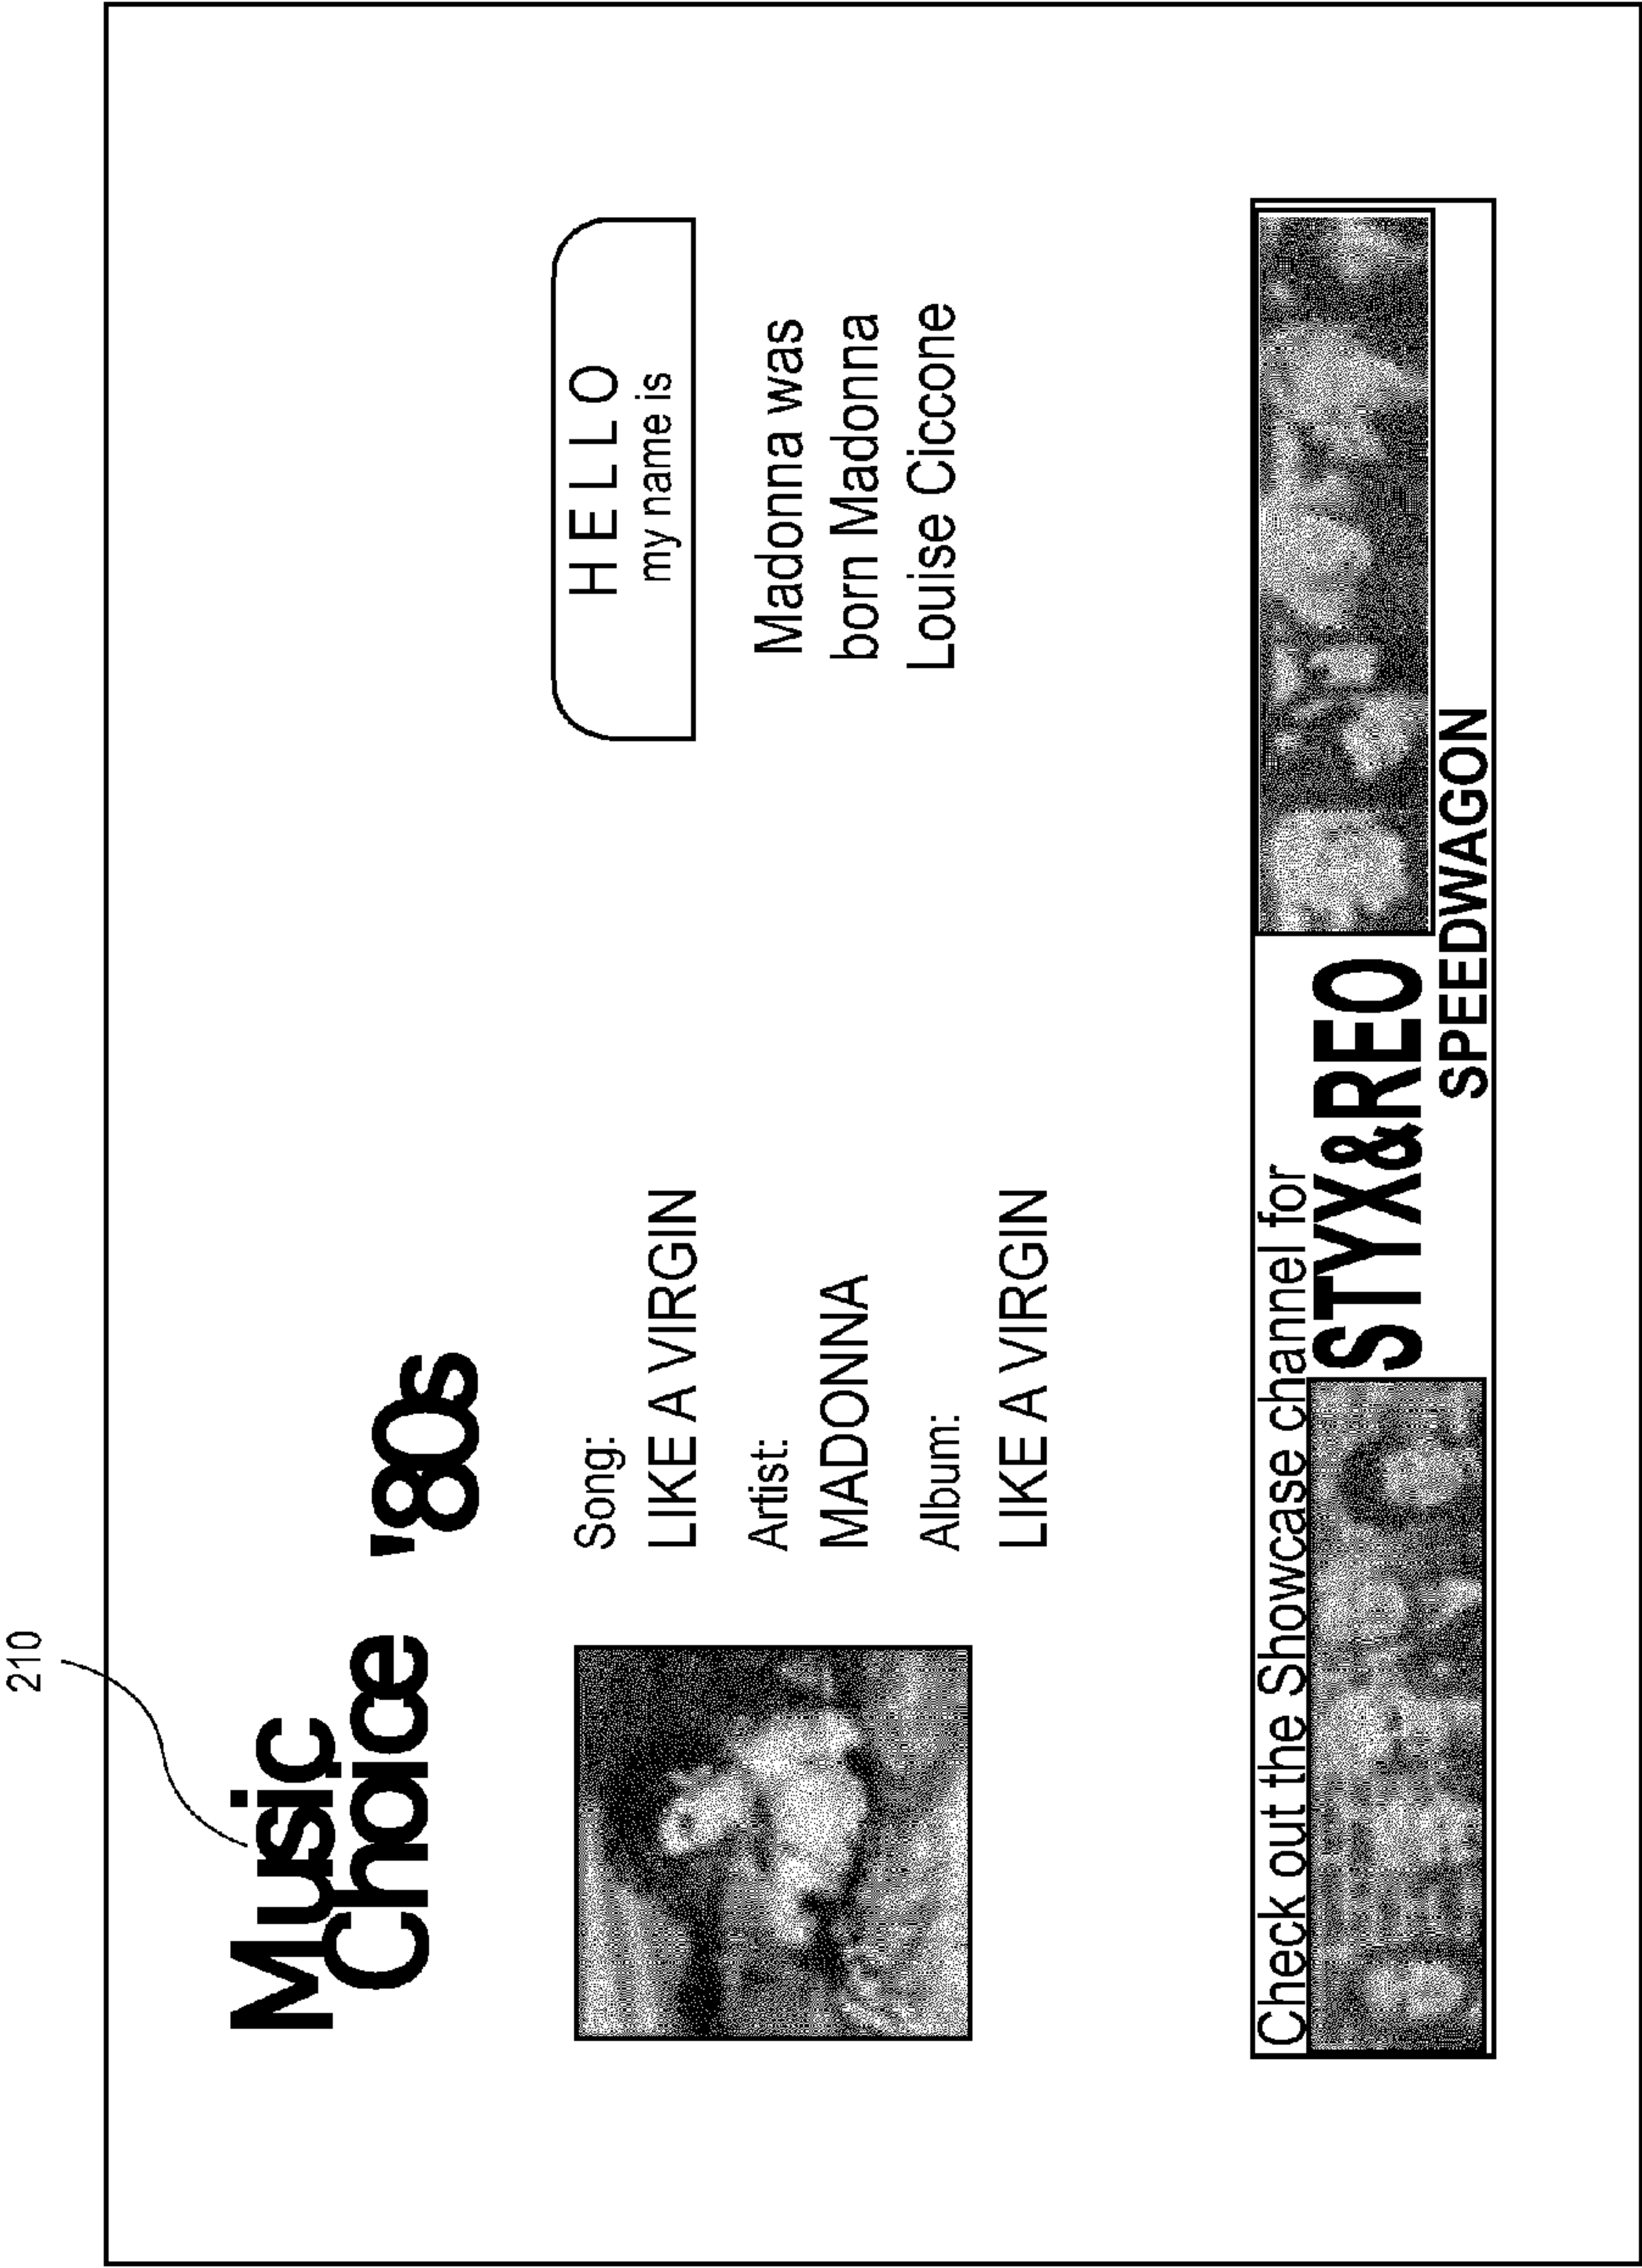 210
Music
Choice '80s
Song:
LIKE A VIRGIN
Artist:
MADONNA
Album:
LIKE A VIRGIN
HELLO
my name is
Madonna was
born Madonna
Louise Ciccone
Check out the Showcase channel for
STYX&REO
SPEEDWAGON